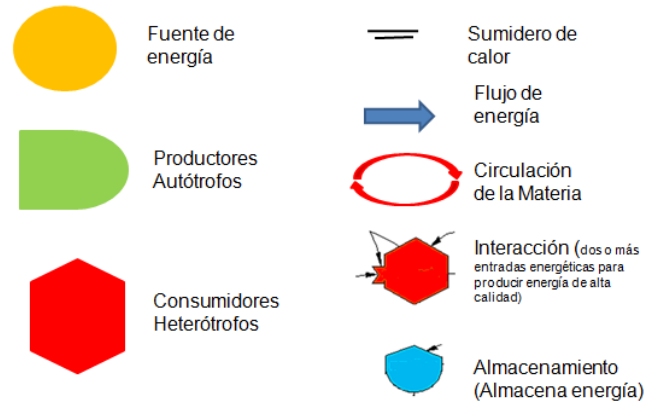 Fuente de
energía
Productores
Autótrofos
Consumidores
Heterótrofos
Sumidero de
calor
Flujo de
energía
Circulación
de la Materia
Interacción (dos o más
entradas energéticas para
producir energía de alta
calidad)
Almacenamiento
(Almacena energía)